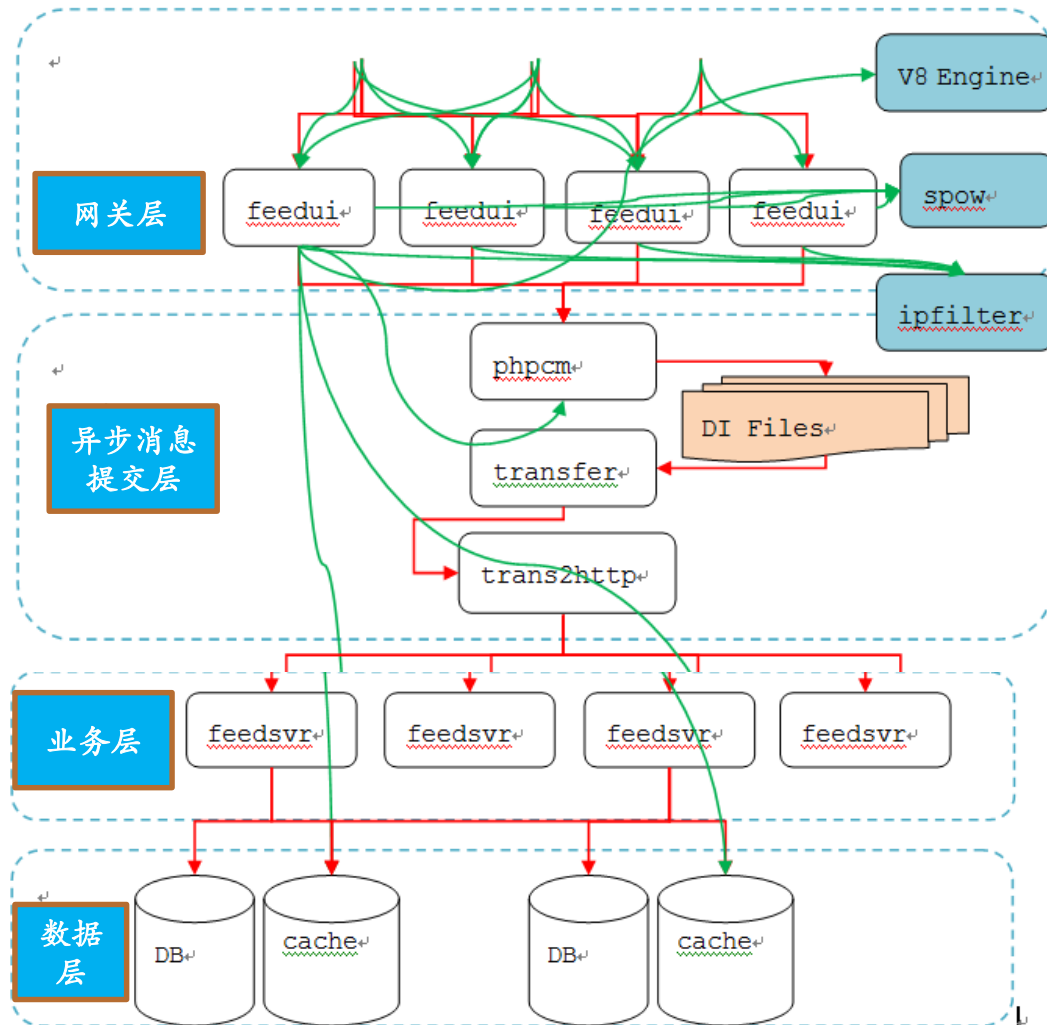 V8 Engine
网关层
feedui
feedui
feedui
feedui
spow
ipfilter
phpcm
异步消息
提交层
DI Files
transfer
trans2http
业务层
feedsvr
feedsvr
feedsvr
feedsvr
数据
层
DB
cache
DB
cache